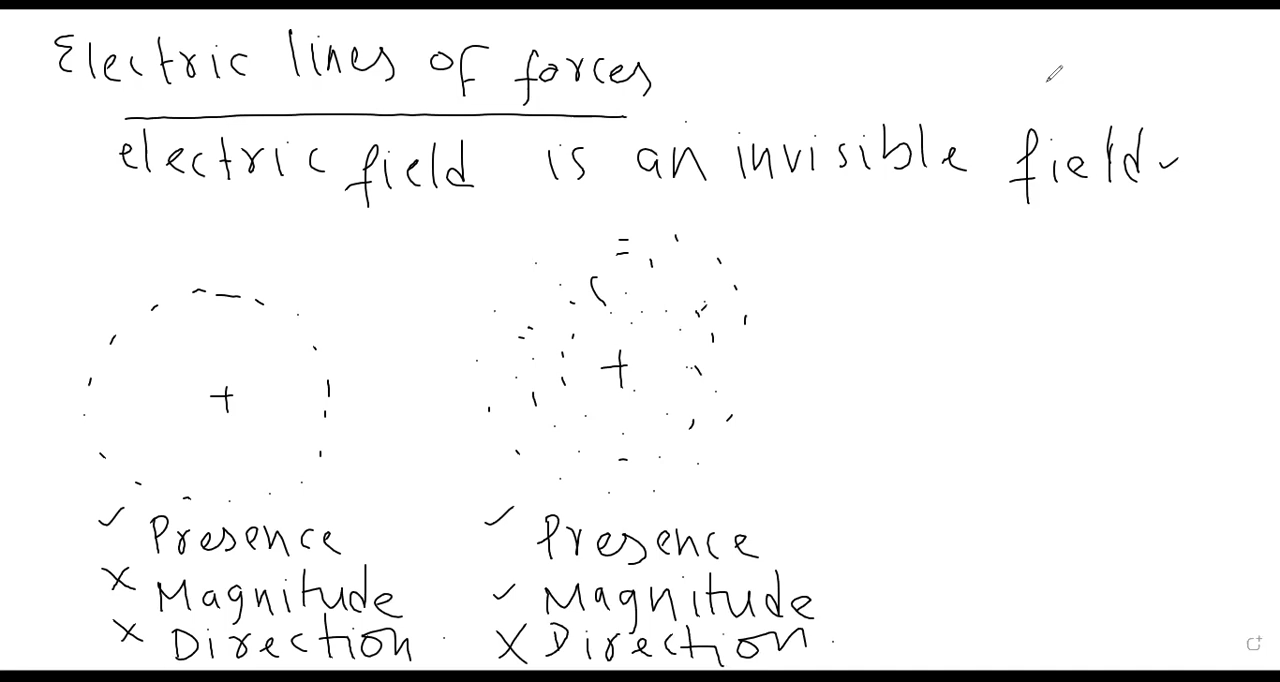 Electric lines of forces
electric field is an invisible field
+ +
✓ Presence ✓ Presence
X Magnitude ✓ Magnitude
X Direction. X Direction.